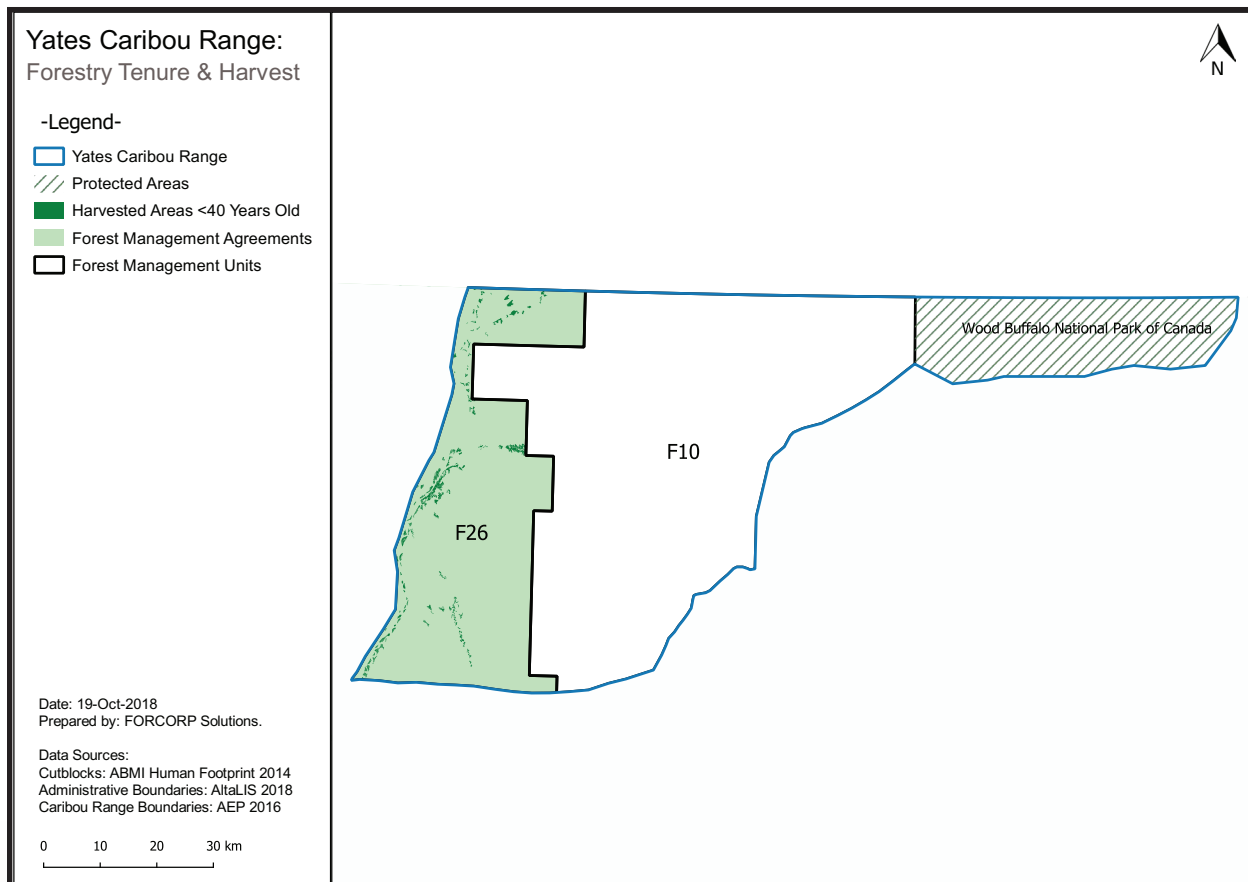 Yates Caribou Range:
Forestry Tenure & Harvest
-Legend-
Yates Caribou Range
Protected Areas
Harvested Areas <40 Years Old
Forest Management Agreements
Forest Management Units
Date: 19-Oct-2018
Prepared by: FORCORP Solutions.
Data Sources:
Cutblocks: ABMI Human Footprint 2014
Administrative Boundaries: AltaLIS 2018
Caribou Range Boundaries: AEP 2016
0 10 20 30 km
N
Wood Buffalo National Park of Canada
F10
F26